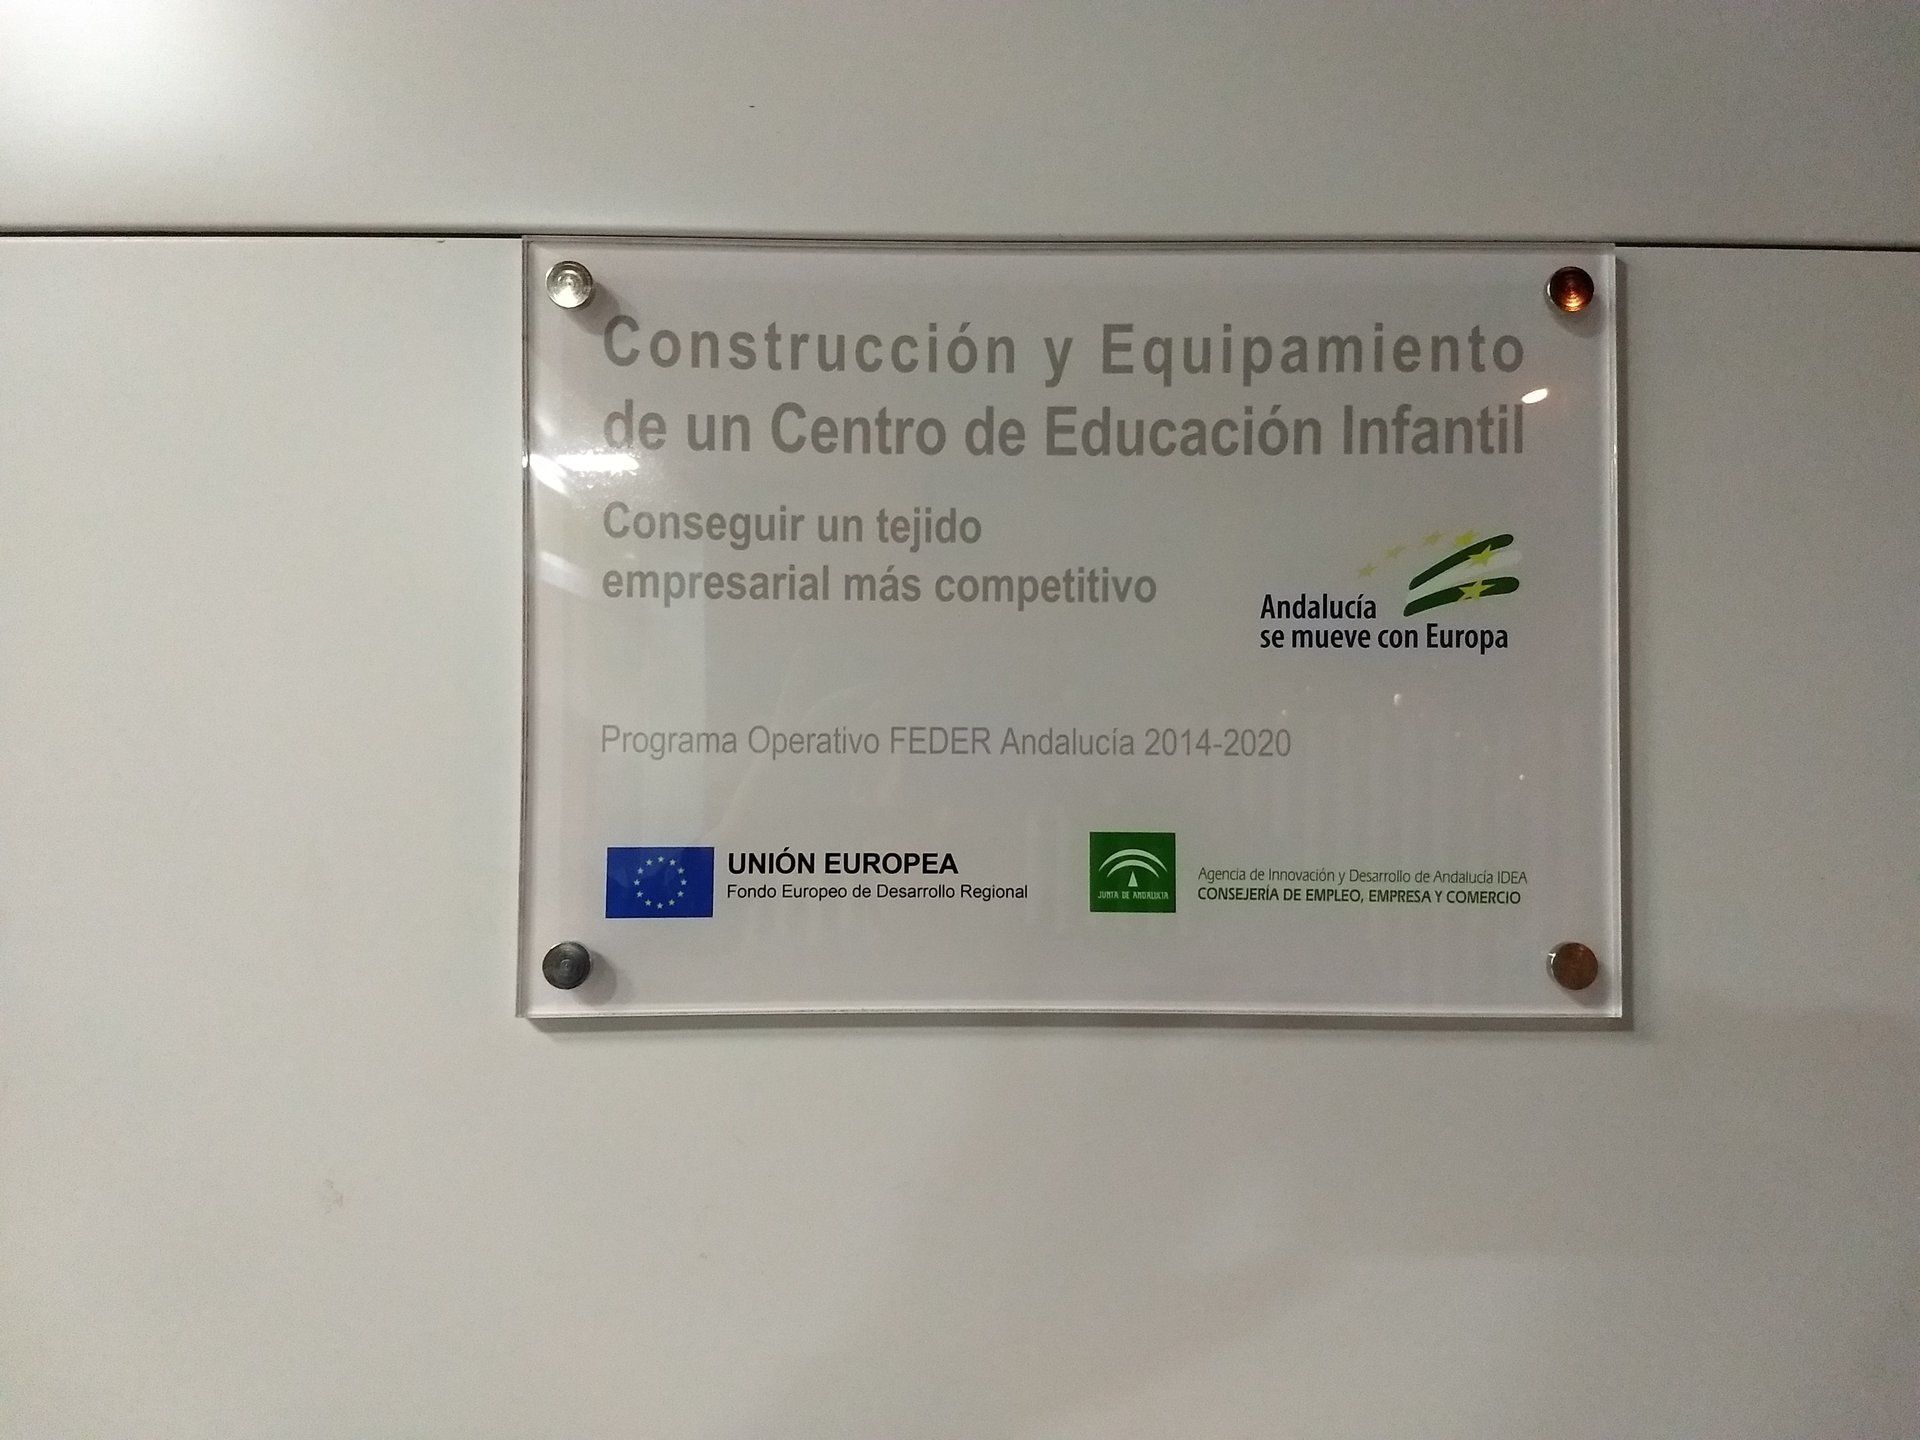 Construcción y Equipamiento
de un Centro de Educación Infantil
Conseguir un tejido
empresarial más competitivo
Andalucía
se mueve con Europa
Programa Operativo FEDER Andalucía 2014-2020
UNIÓN EUROPEA
Fondo Europeo de Desarrollo Regional
JUNTA DE ANDALUCIA
Agencia de Innovación y Desarrollo de Andalucía IDEA
CONSEJERÍA DE EMPLEO, EMPRESA Y COMERCIO